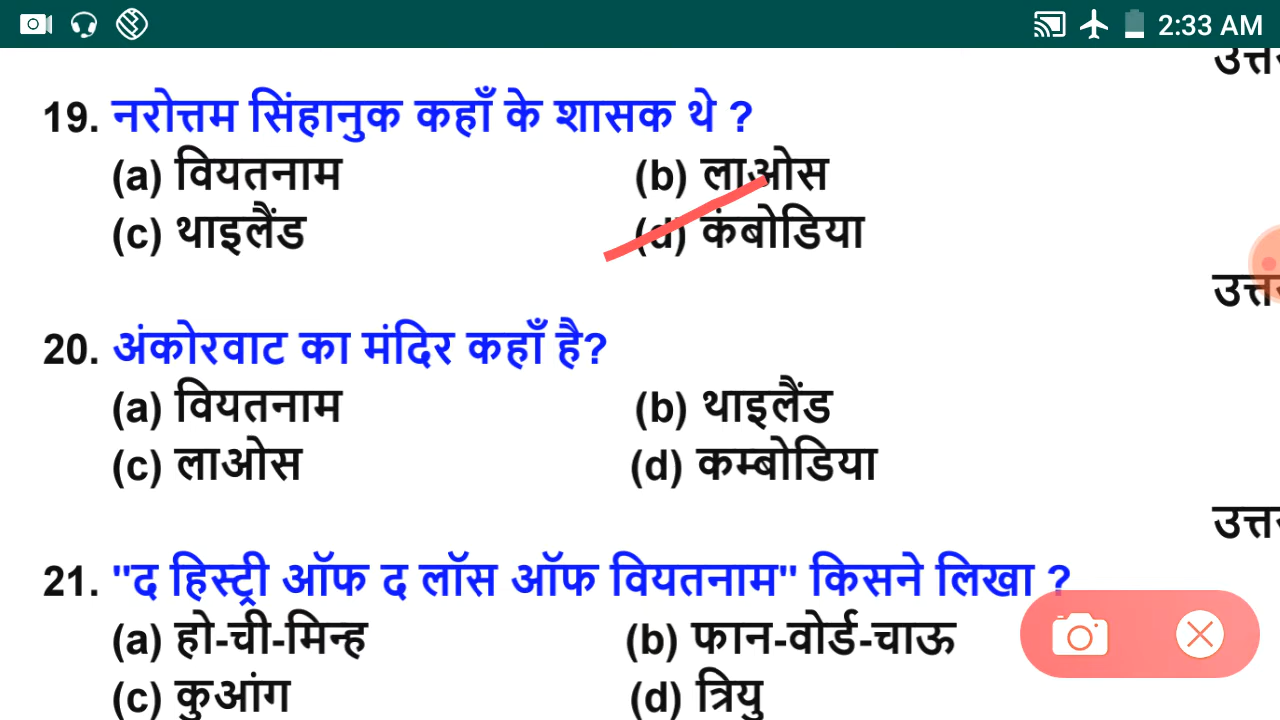 2:33 AM
19. नरोत्तम सिंहानुक कहाँ के शासक थे ?
(a) वियतनाम (b) लाओस
(c) थाइलैंड (d) कंबोडिया
20. अंकोरवाट का मंदिर कहाँ है?
(a) वियतनाम (b) थाइलैंड
(c) लाओस (d) कम्बोडिया
21. "द हिस्ट्री ऑफ द लॉस ऑफ वियतनाम" किसने लिखा ?
(a) हो-ची-मिन्ह (b) फान-वोर्ड-चाऊ
(c) कुआंग (d) त्रियु